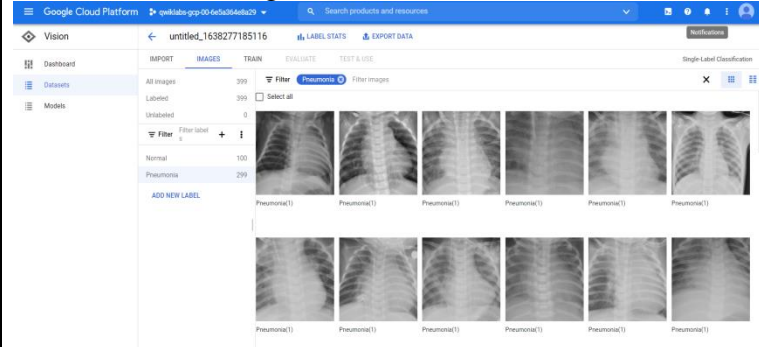 Google Cloud Platform
qwiklabs-gcp-00-6e5a364e8a29
Search products and resources
Vision
untitled_1638277185116
LABEL STATS
EXPORT DATA
Notifications
Dashboard
Datasets
Models
IMPORT
IMAGES
TRAIN
EVALUATE
TEST & USE
Single-Label Classification
All images 399
Labeled 399
Unlabeled 0
Filter Filter label
s
Normal 100
Pneumonia 299
ADD NEW LABEL
Filter Pneumonia Filter images
Select all
Pneumonia(1) Pneumonia(1) Pneumonia(1) Pneumonia(1) Pneumonia(1) Pneumonia(1)
Pneumonia(1) Pneumonia(1) Pneumonia(1) Pneumonia(1) Pneumonia(1) Pneumonia(1)